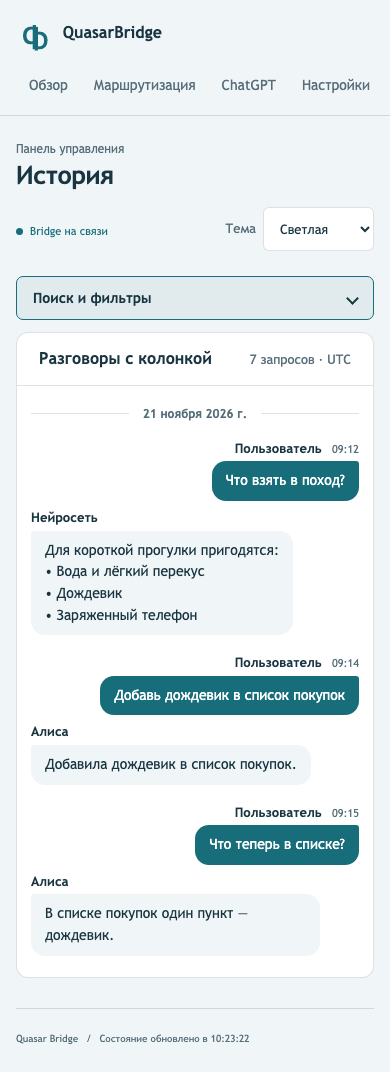 QuasarBridge
Обзор Маршрутизация ChatGPT Настройки
Панель управления
История
Bridge на связи
Тема Светлая
Поиск и фильтры
Разговоры с колонкой 7 запросов · UTC
21 ноября 2026 г.
Пользователь 09:12
Что взять в поход?
Нейросеть
Для короткой прогулки пригодятся:
• Вода и лёгкий перекус
• Дождевик
• Заряженный телефон
Пользователь 09:14
Добавь дождевик в список покупок
Алиса
Добавила дождевик в список покупок.
Пользователь 09:15
Что теперь в списке?
Алиса
В списке покупок один пункт —
дождевик.
Quasar Bridge / Состояние обновлено в 10:23:22